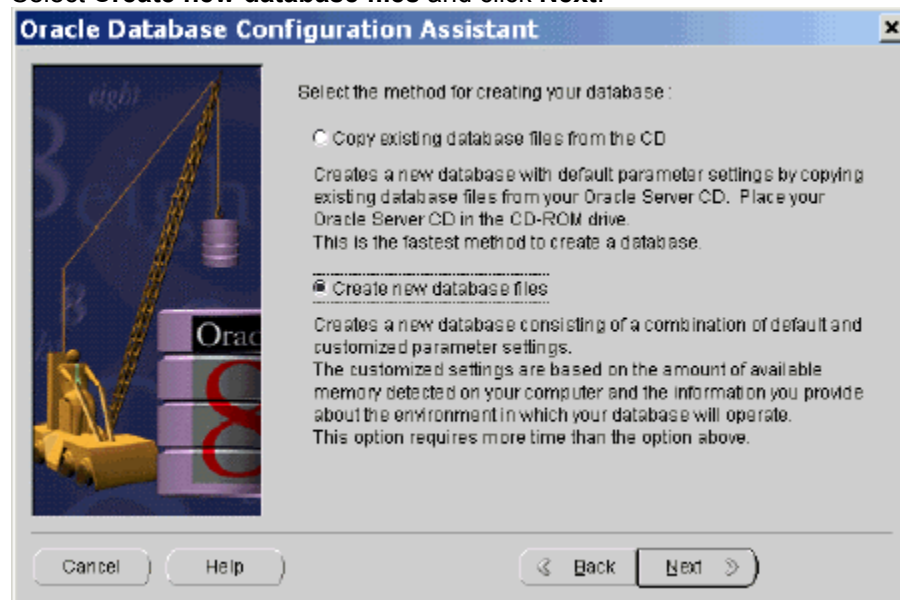 Select Create new database files and click Next.
Oracle Database Configuration Assistant
eight
Select the method for creating your database :
Copy existing database files from the CD
Creates a new database with default parameter settings by copying
existing database files from your Oracle Server CD. Place your
Oracle Server CD in the CD-ROM drive.
This is the fastest method to create a database.
Create new database files
Creates a new database consisting of a combination of default and
customized parameter settings.
The customized settings are based on the amount of available
memory detected on your computer and the information you provide
about the environment in which your database will operate.
This option requires more time than the option above.
Orac
8
Cancel
Help
Back
Next